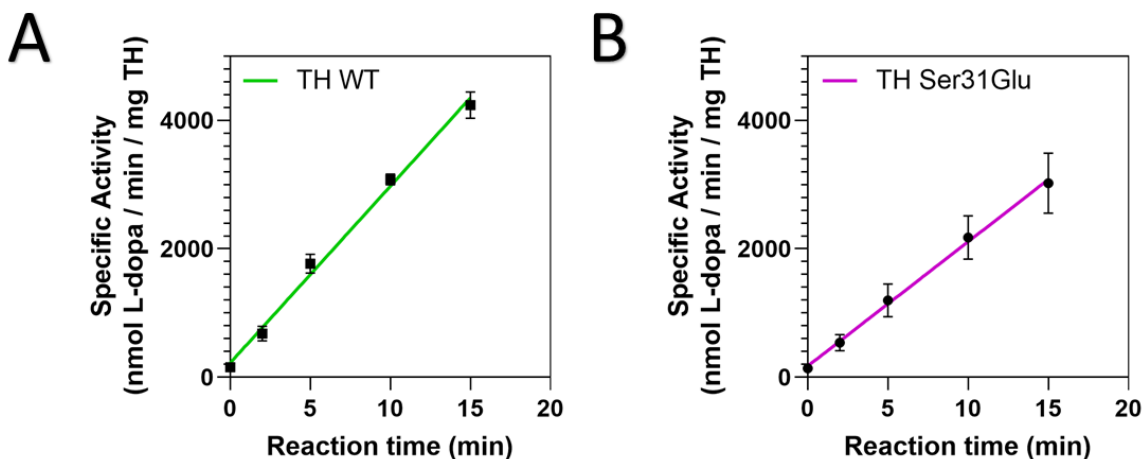 A
B
TH WT
TH Ser31Glu
Specific Activity
(nmol L-dopa / min / mg TH)
4000
2000
0
0 5 10 15 20
Reaction time (min)
Specific Activity
(nmol L-dopa / min / mg TH)
4000
2000
0
0 5 10 15 20
Reaction time (min)